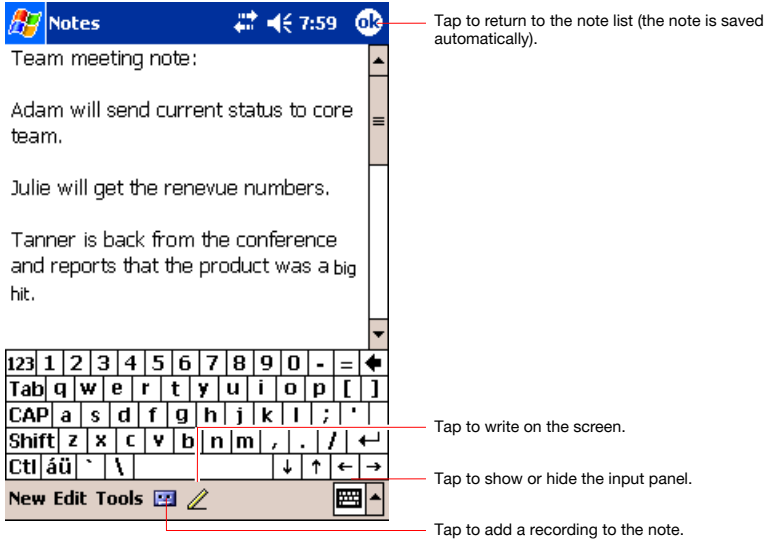 Notes 7:59 ok
Team meeting note:
Adam will send current status to core
team.
Julie will get the renevue numbers.
Tanner is back from the conference
and reports that the product was a big
hit.
123 1 2 3 4 5 6 7 8 9 0 - =
Tab q w e r t y u i o p [ ]
CAP a s d f g h j k l ; '
Shift z x c v b n m , . /
Ctl áü ` \ ↓ ↑ ← →
New Edit Tools
Tap to return to the note list (the note is saved
automatically).
Tap to write on the screen.
Tap to show or hide the input panel.
Tap to add a recording to the note.